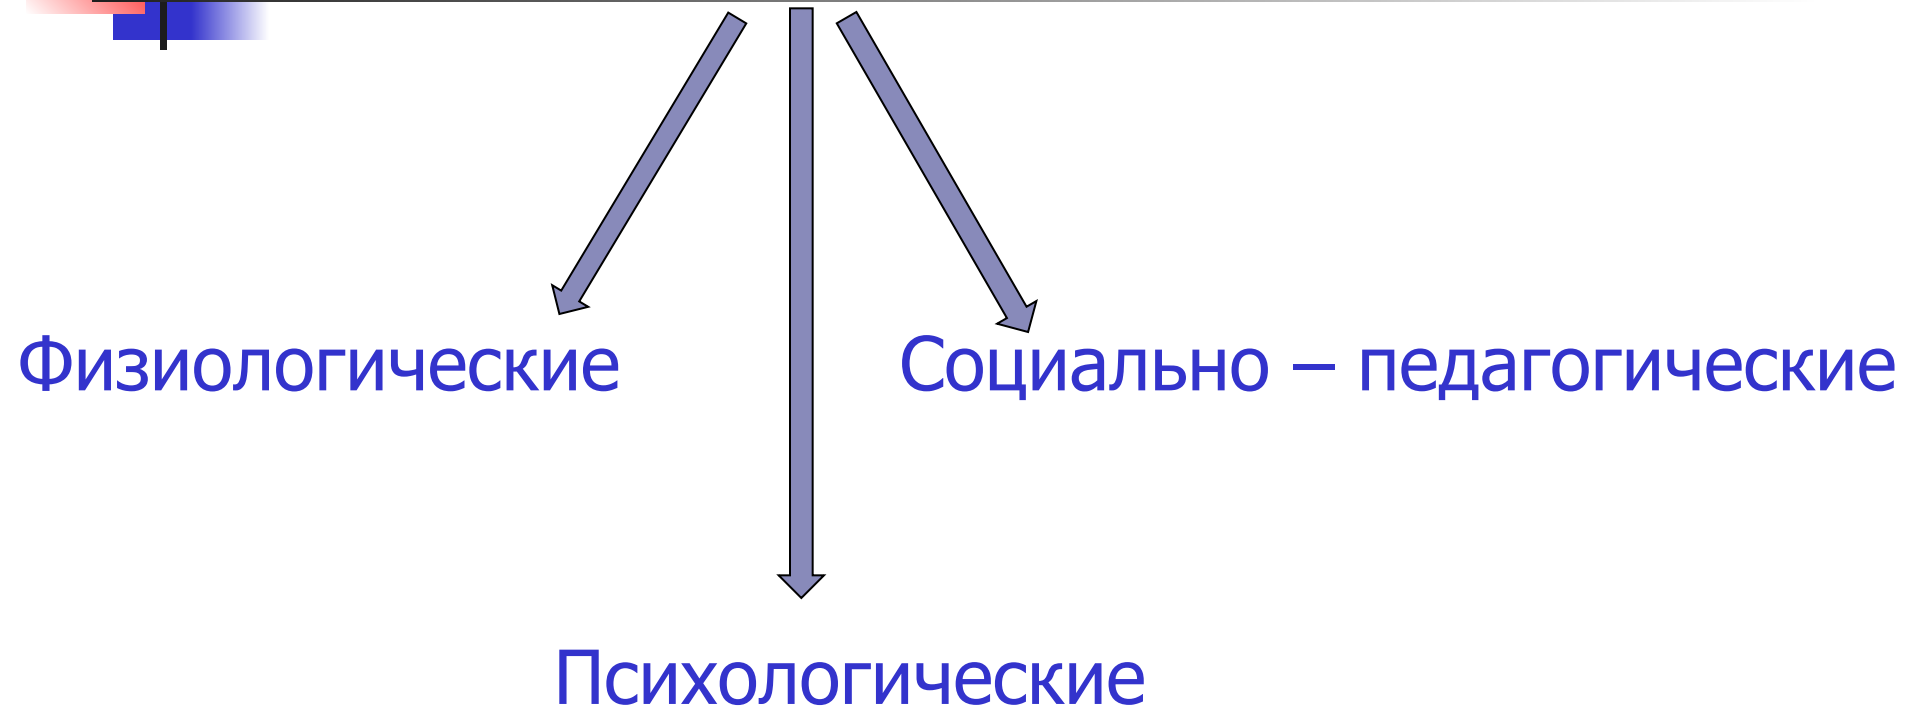 Физиологические
Социально – педагогические
Психологические